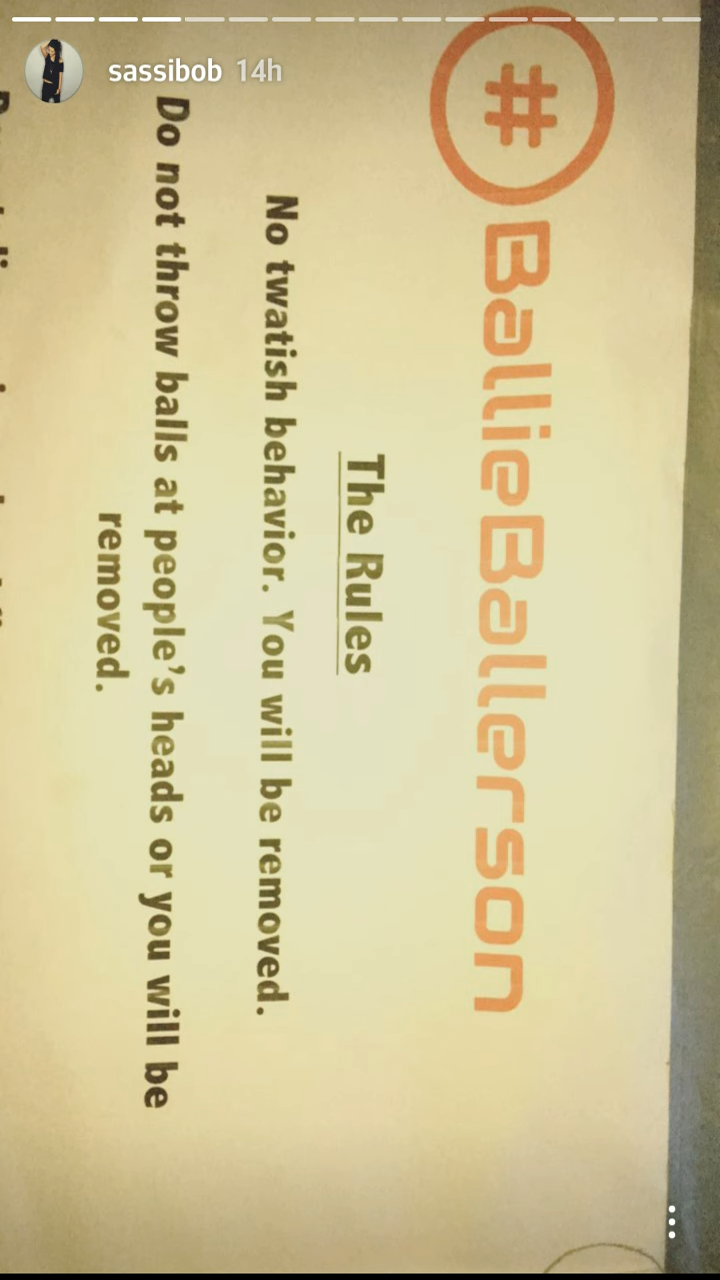 sassibob 14h
# BallieBallerson
The Rules
No twatish behavior. You will be removed.
Do not throw balls at people's heads or you will be
removed.